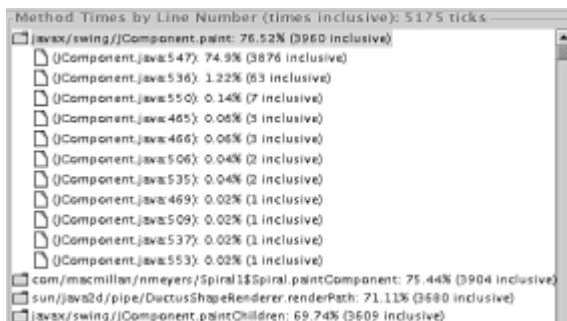 Method Times by Line Number (times inclusive): 5175 ticks
javax/swing/JComponent.paint: 76.52% (3960 inclusive)
(JComponent.java:547): 74.9% (3876 inclusive)
(JComponent.java:536): 1.22% (63 inclusive)
(JComponent.java:550): 0.14% (7 inclusive)
(JComponent.java:465): 0.06% (3 inclusive)
(JComponent.java:466): 0.06% (3 inclusive)
(JComponent.java:506): 0.04% (2 inclusive)
(JComponent.java:535): 0.04% (2 inclusive)
(JComponent.java:469): 0.02% (1 inclusive)
(JComponent.java:509): 0.02% (1 inclusive)
(JComponent.java:537): 0.02% (1 inclusive)
(JComponent.java:553): 0.02% (1 inclusive)
com/macmillan/nmeyers/Spiral1$Spiral.paintComponent: 75.44% (3904 inclusive)
sun/java2d/pipe/DuctusShapeRenderer.renderPath: 71.11% (3680 inclusive)
javax/swing/JComponent.paintChildren: 69.74% (3609 inclusive)